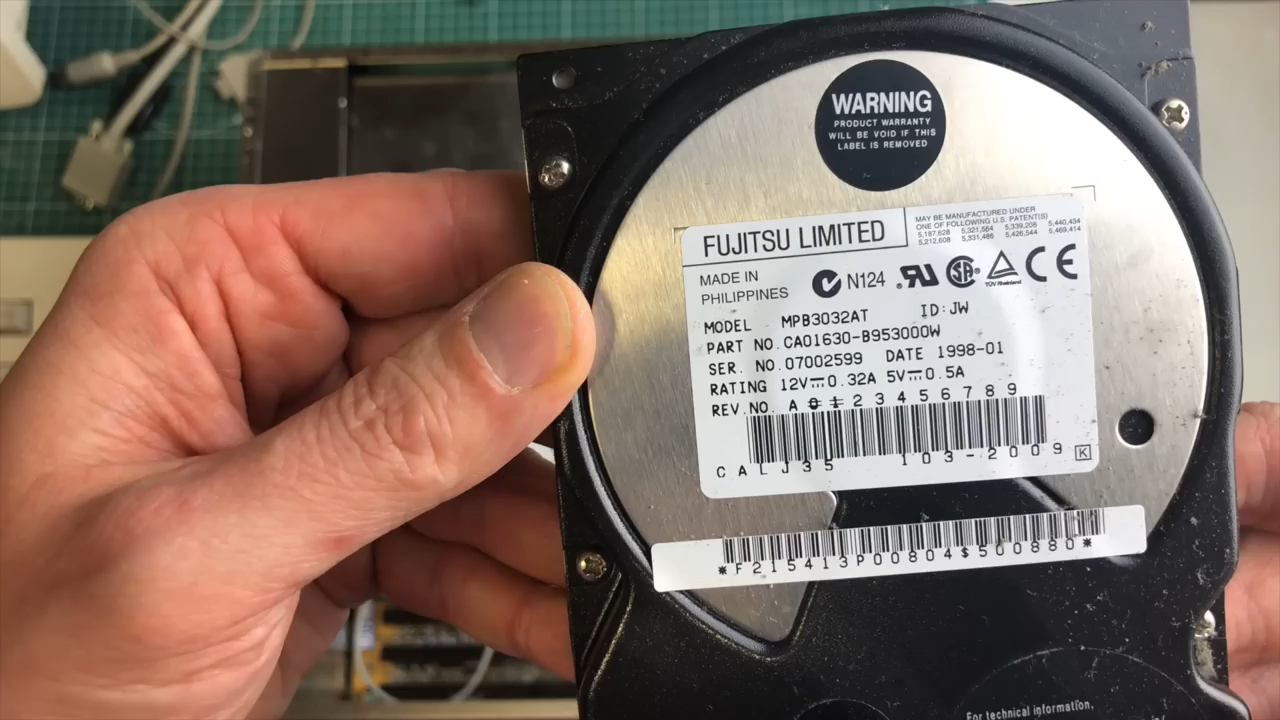 WARNING
PRODUCT WARRANTY
WILL BE VOID IF THIS
LABEL IS REMOVED
FUJITSU LIMITED
MAY BE MANUFACTURED UNDER
ONE OF FOLLOWING U.S. PATENT(S)
5,187,628 5,321,564 5,339,206 5,440,434
5,212,608 5,331,486 5,426,544 5,469,414
MADE IN
PHILIPPINES
N124
TÜV Rheinland
CE
MODEL MPB3032AT ID:JW
PART NO. CA01630-B953000W
SER. NO. 07002599 DATE 1998-01
RATING 12V⎓0.32A 5V⎓0.5A
REV.NO. A 0 1 2 3 4 5 6 7 8 9
CALJ35 103-2009 K
*F215413P00804$500880*
For technical information,